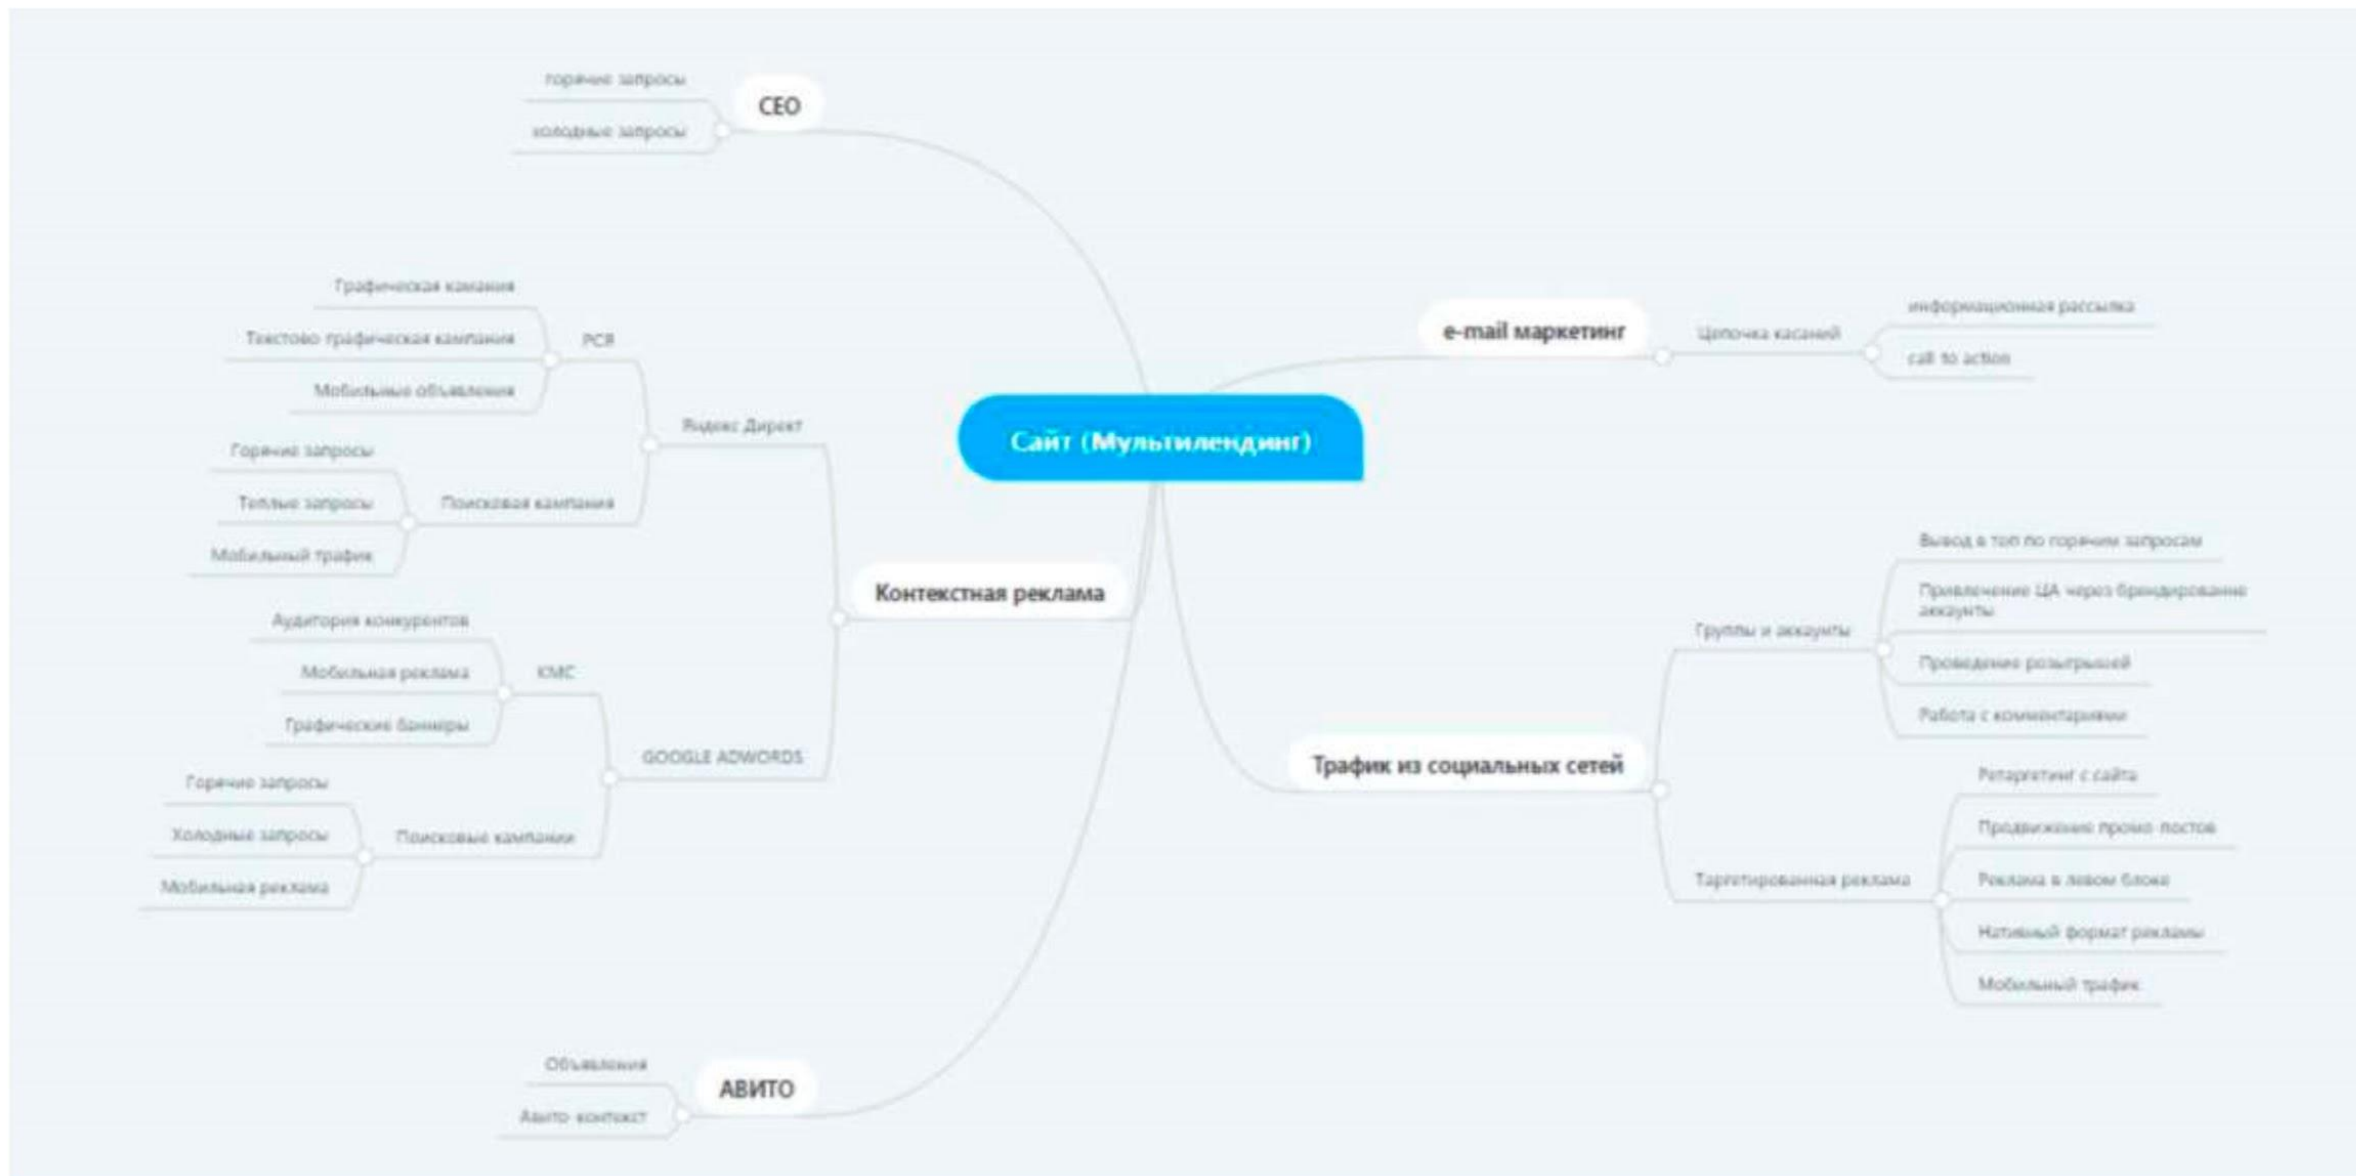 горячие запросы
холодные запросы
СЕО
Графическая камания
Текстово графическая кампания
Мобильные объявления
РСЯ
Яндекс Директ
Горячие запросы
Теплые запросы
Мобильный трафик
Поисковая кампания
Контекстная реклама
Аудитория конкурентов
Мобильная реклама
Графические баннеры
КМС
GOOGLE ADWORDS
Горячие запросы
Холодные запросы
Мобильная реклама
Поисковые кампании
Объявления
Авито контекст
АВИТО
Сайт (Мультилендинг)
e-mail маркетинг
Цепочка касаний
информационная рассылка
call to action
Трафик из социальных сетей
Группы и аккаунты
Вывод в топ по горячим запросам
Привлечение ЦА через брендирование
аккаунты
Проведение розыгрышей
Работа с комментариями
Таргетированная реклама
Ретаргетинг с сайта
Продвижение промо постов
Реклама в левом блоке
Нативный формат рекламы
Мобильный трафик